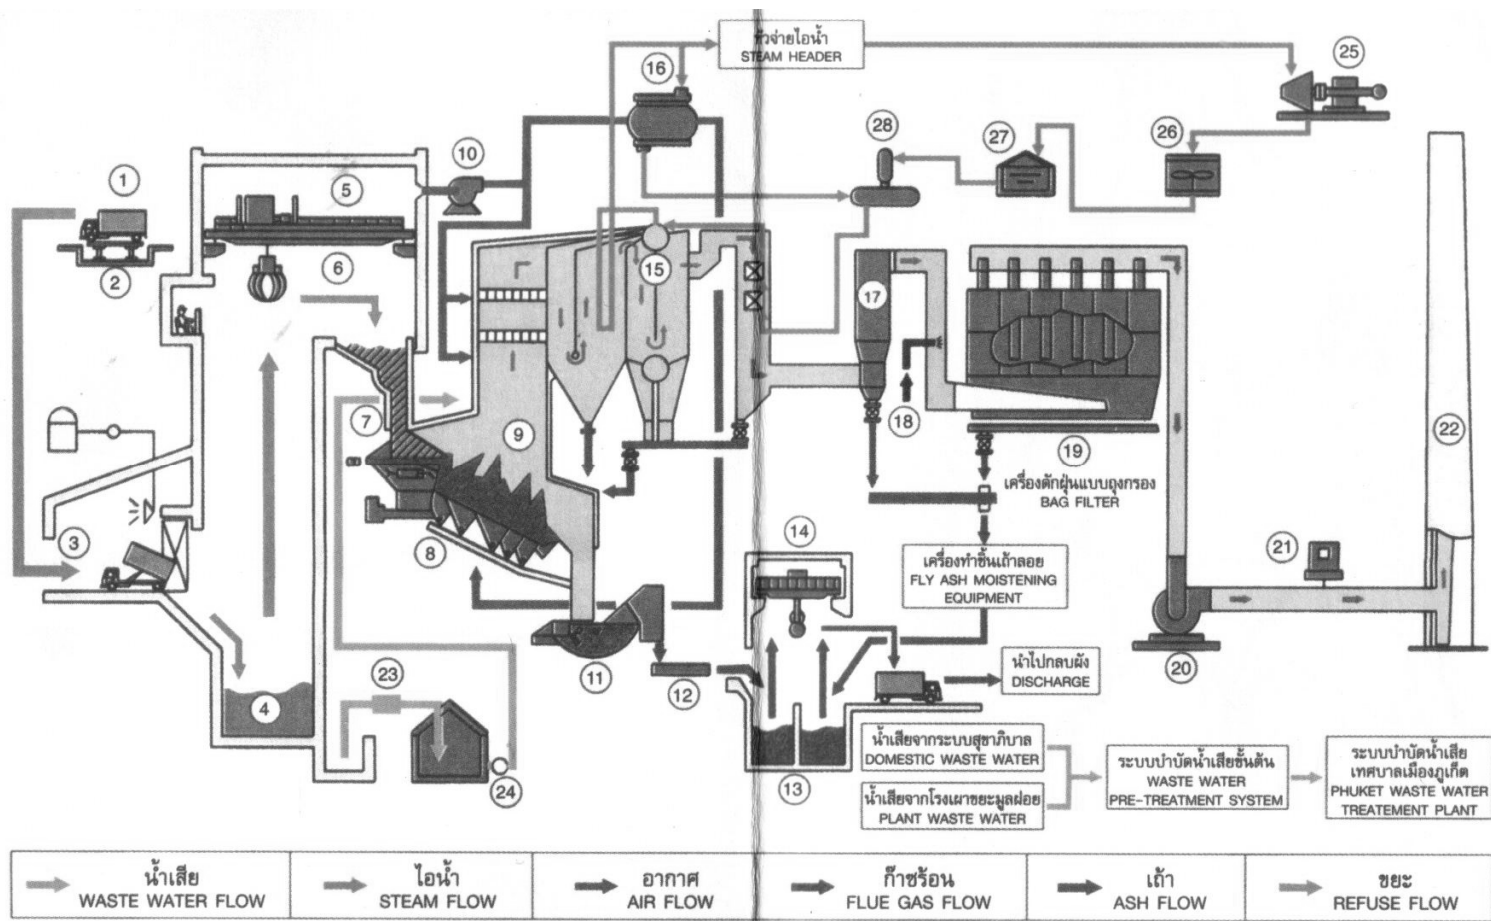 หัวจ่ายไอน้ำ
STEAM HEADER
16
25
28
27
26
10
1
5
2
6
15
17
7
18
9
19
22
เครื่องดักฝุ่นแบบถุงกรอง
BAG FILTER
3
8
14
21
เครื่องทำชื้นเถ้าลอย
FLY ASH MOISTENING
EQUIPMENT
11
12
20
23
4
24
13
นำไปกลบฝัง
DISCHARGE
น้ำเสียจากระบบสุขาภิบาล
DOMESTIC WASTE WATER
น้ำเสียจากโรงเผาขยะมูลฝอย
PLANT WASTE WATER
ระบบบำบัดน้ำเสียขั้นต้น
WASTE WATER
PRE-TREATMENT SYSTEM
ระบบบำบัดน้ำเสีย
เทศบาลเมืองภูเก็ต
PHUKET WASTE WATER
TREATEMENT PLANT
น้ำเสีย
WASTE WATER FLOW
ไอน้ำ
STEAM FLOW
อากาศ
AIR FLOW
ก๊าซร้อน
FLUE GAS FLOW
เถ้า
ASH FLOW
ขยะ
REFUSE FLOW